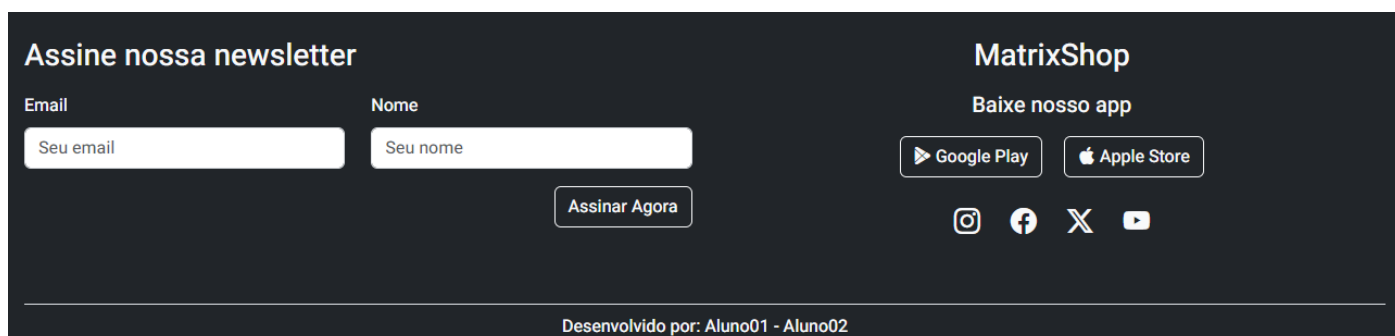 Assine nossa newsletter
Email
Nome
Seu email
Seu nome
Assinar Agora
MatrixShop
Baixe nosso app
Google Play
Apple Store
Desenvolvido por: Aluno01 - Aluno02